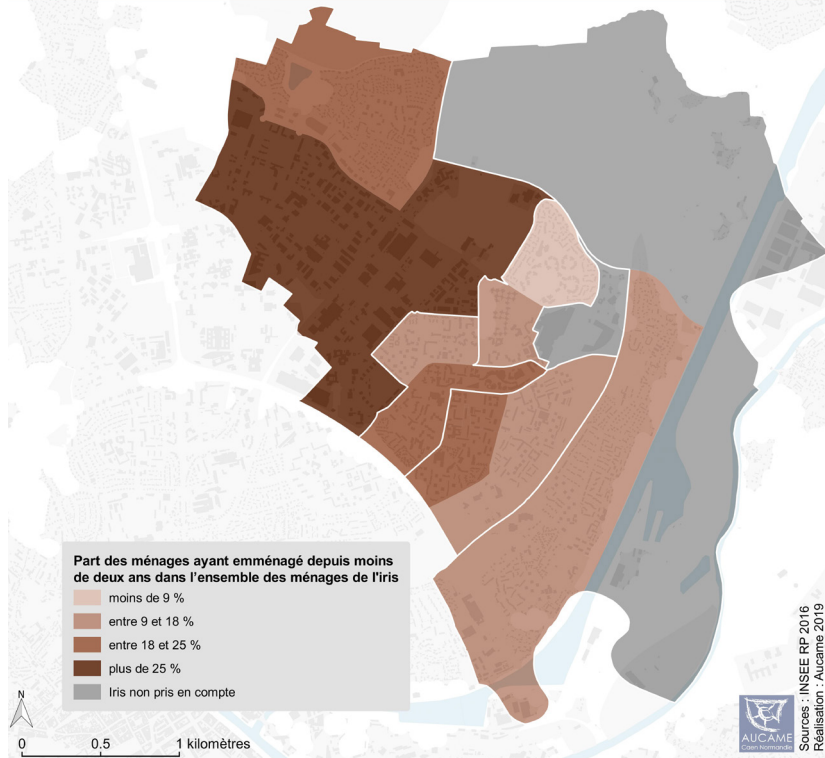 Part des ménages ayant emménagé depuis moins
de deux ans dans l'ensemble des ménages de l'iris
moins de 9 %
entre 9 et 18 %
entre 18 et 25 %
plus de 25 %
Iris non pris en compte
N
0 0.5 1 kilomètres
AUCAME
Caen Normandie
Sources : INSEE RP 2016
Réalisation : Aucame 2019